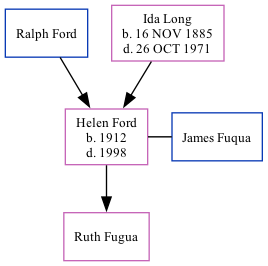 Ralph Ford
Ida Long
b. 16 NOV 1885
d. 26 OCT 1971
Helen Ford
b. 1912
d. 1998
James Fuqua
Ruth Fugua